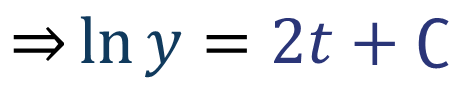 ⇒ ln y = 2t + C